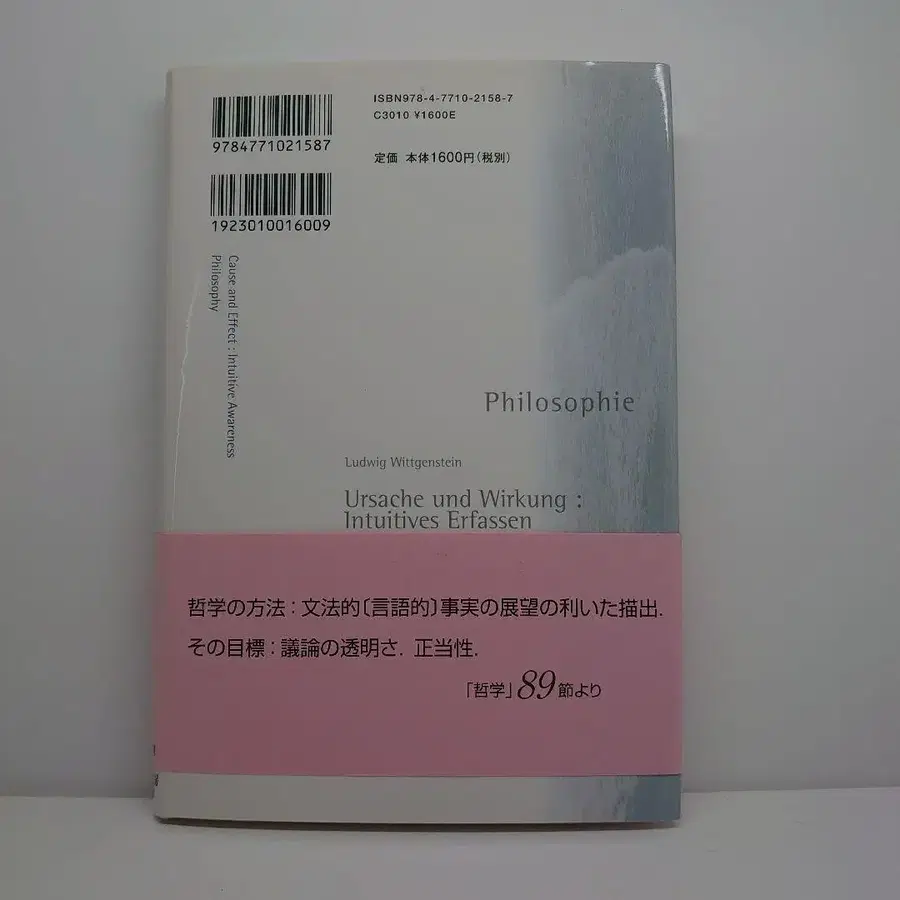 ISBN978-4-7710-2158-7
C3010 ¥1600E
9784771021587
定価 本体1600円(税別)
1923010016009
Cause and Effect : Intuitive Awareness
Philosophy
Philosophie
Ludwig Wittgenstein
Ursache und Wirkung :
Intuitives Erfassen
哲学の方法：文法的〔言語的〕事実の展望の利いた描出.
その目標：議論の透明さ. 正当性.
「哲学」89節より